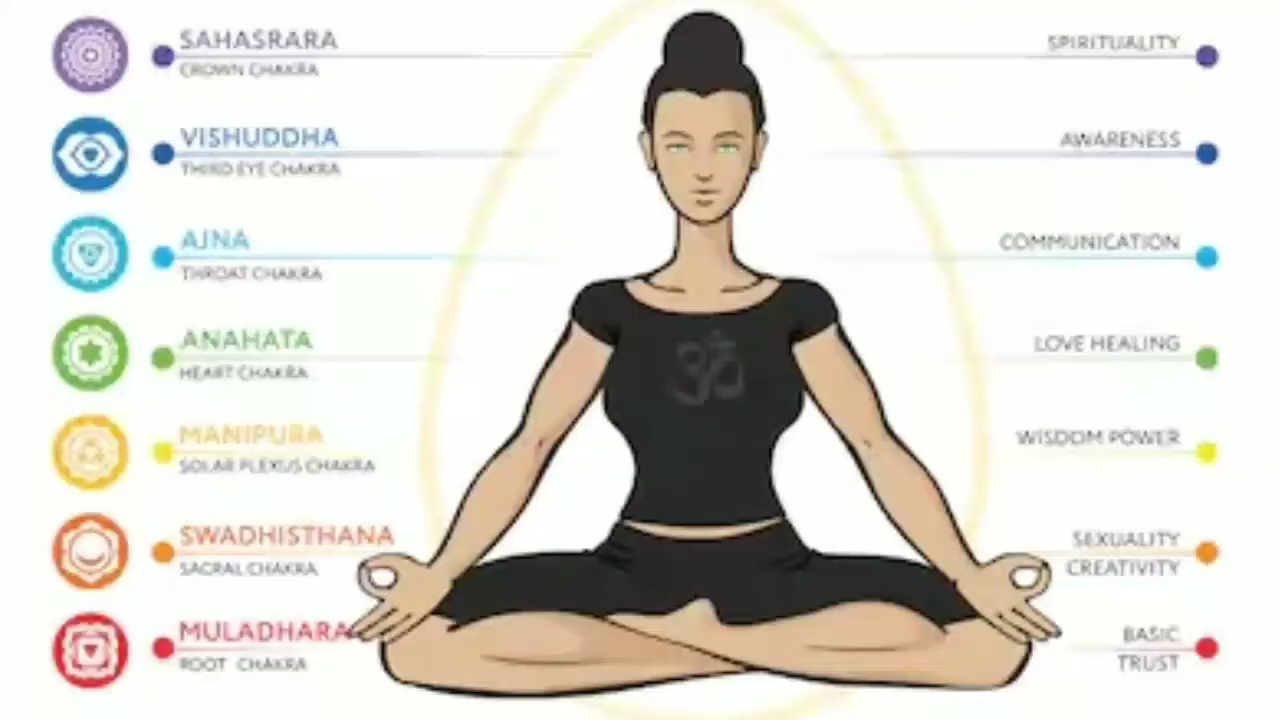 SAHASRARA
CROWN CHAKRA
SPIRITUALITY
VISHUDDHA
THIRD EYE CHAKRA
AWARENESS
AJNA
THROAT CHAKRA
COMMUNICATION
ANAHATA
HEART CHAKRA
LOVE HEALING
MANIPURA
SOLAR PLEXUS CHAKRA
WISDOM POWER
SWADHISTHANA
SACRAL CHAKRA
SEXUALITY
CREATIVITY
MULADHARA
ROOT CHAKRA
BASIC
TRUST
ॐ